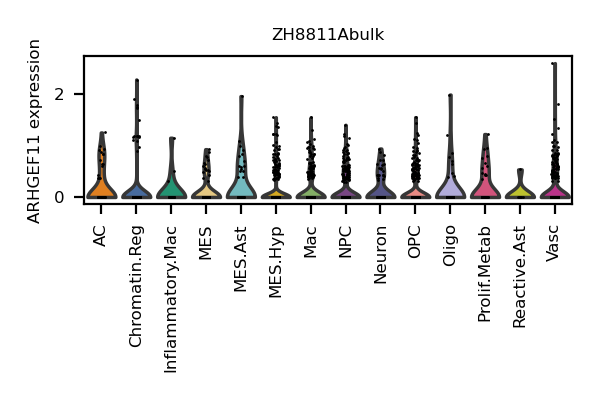 ZH8811Abulk
ARHGEF11 expression
2
0
AC
Chromatin.Reg
Inflammatory.Mac
MES
MES.Ast
MES.Hyp
Mac
NPC
Neuron
OPC
Oligo
Prolif.Metab
Reactive.Ast
Vasc